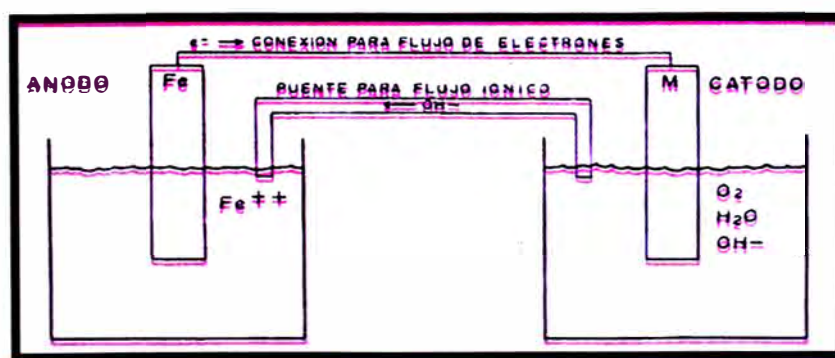 e- → CONEXION PARA FLUJO DE ELECTRONES
ANODO
Fe
PUENTE PARA FLUJO IONICO
← OH-
M
CATODO
Fe++
O2
H2O
OH-